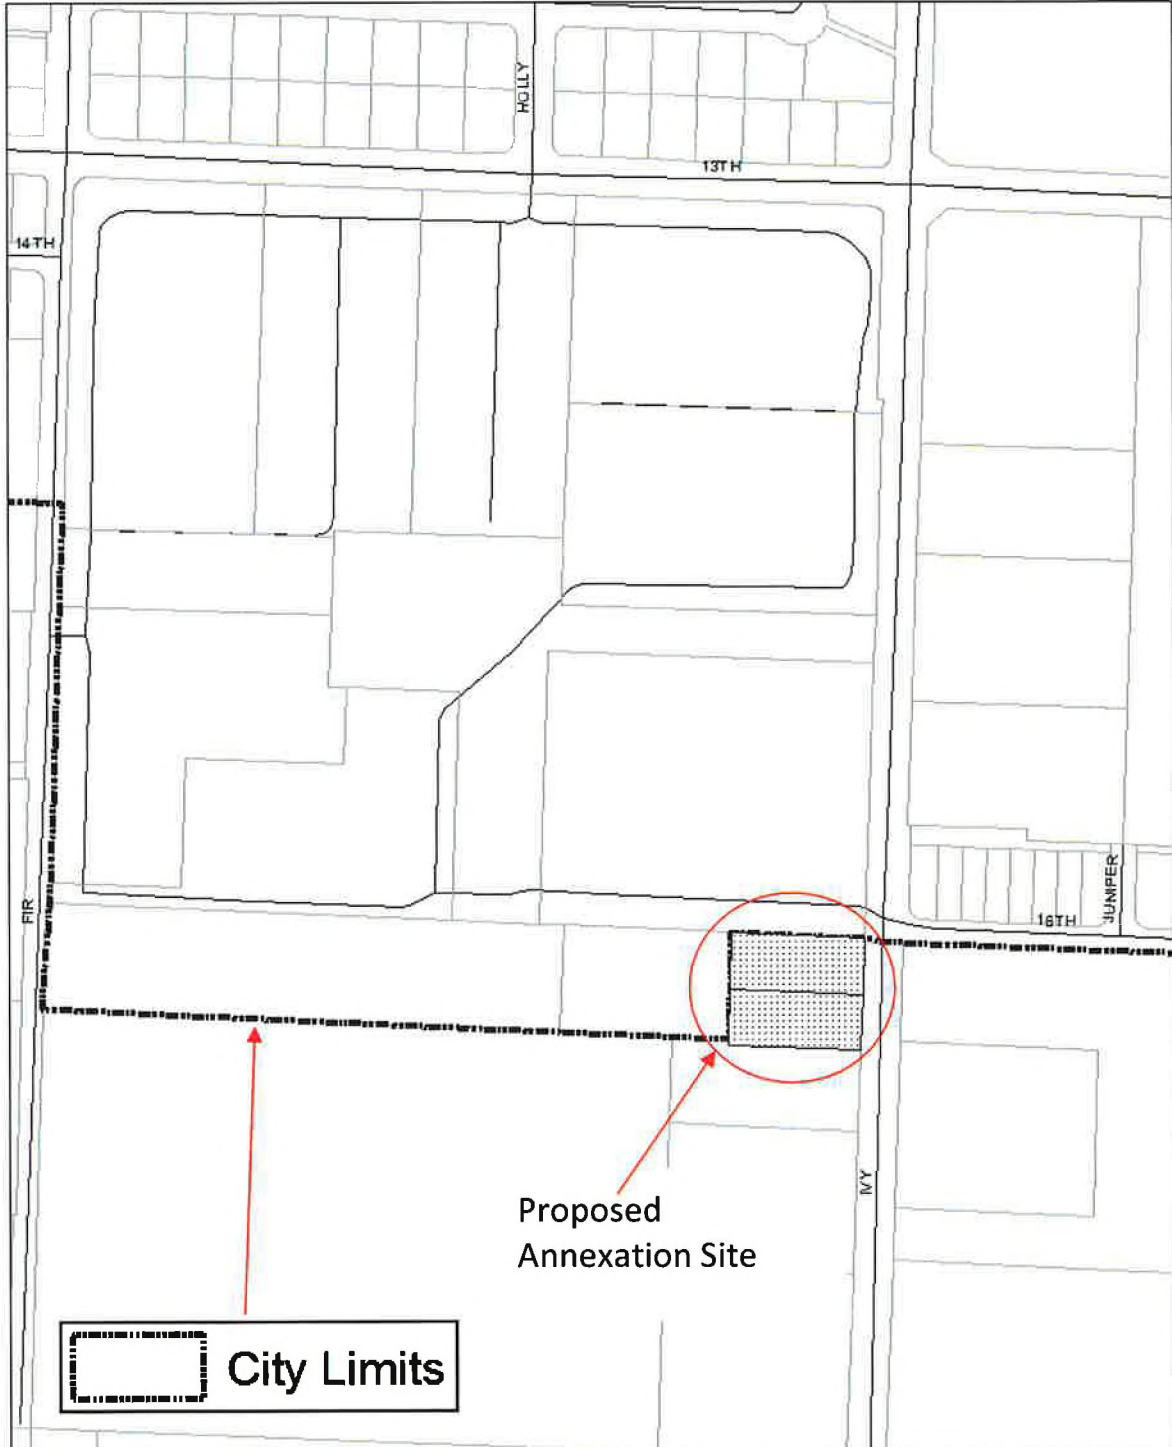 HOLLY
13TH
14TH
FIR
JUNIPER
16TH
IVY
Proposed
Annexation Site
City Limits